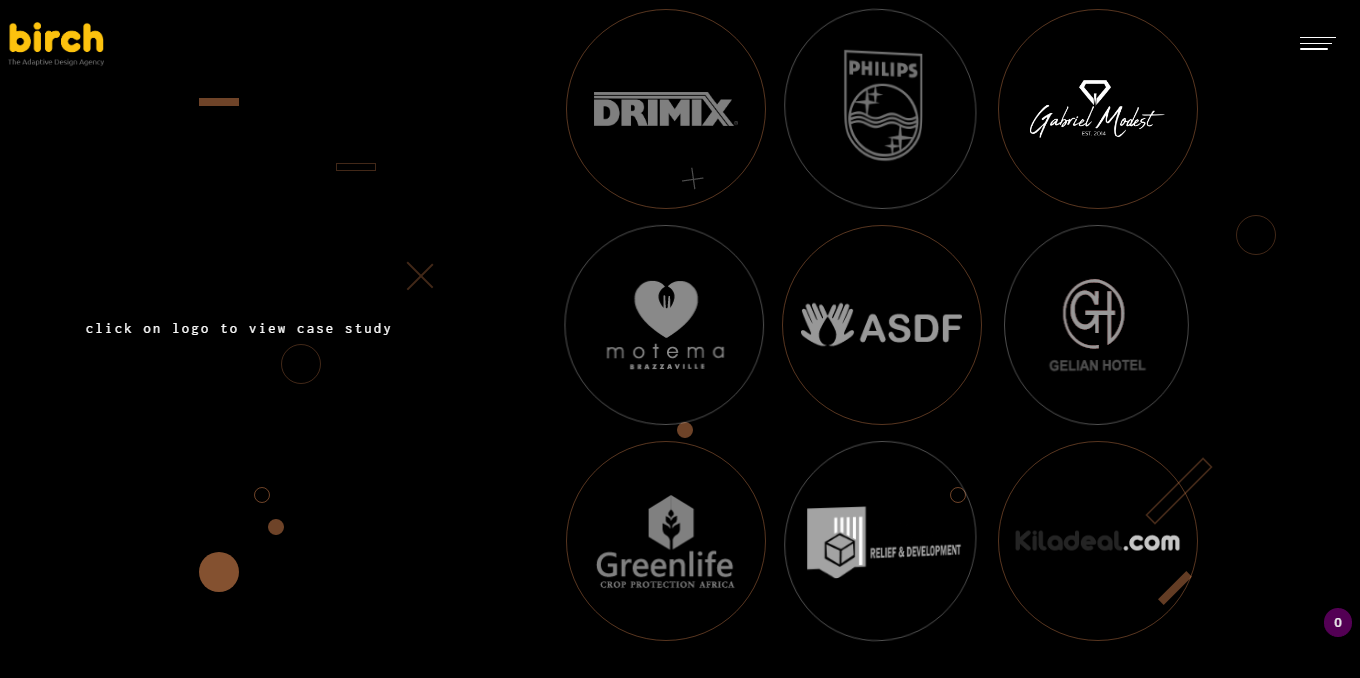 birch
The Adaptive Design Agency
DRIMIX
PHILIPS
Gabriel Modest
EST. 2014
click on logo to view case study
motema
BRAZZAVILLE
ASDF
GH
GELIAN HOTEL
Greenlife
CROP PROTECTION AFRICA
RELIEF & DEVELOPMENT
Kiladeal.com
0